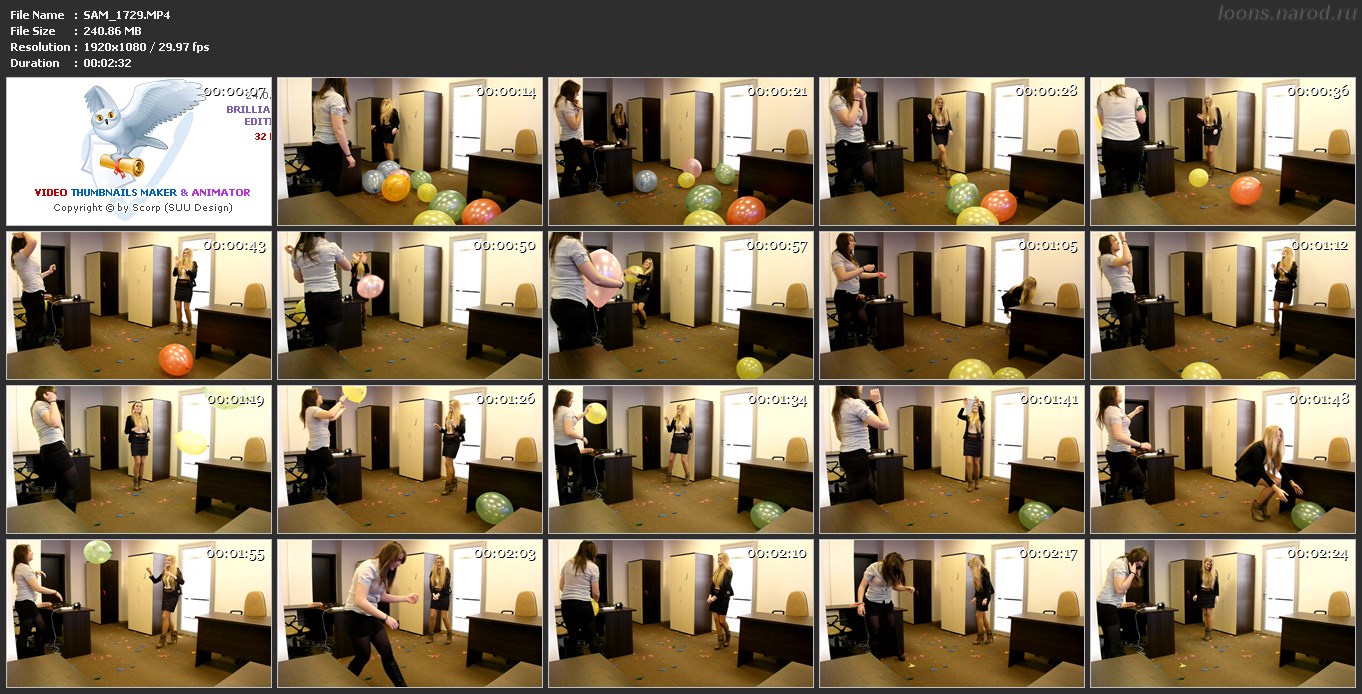 File Name : SAM_1729.MP4
loons.narod.ru
File Size : 240.86 MB
Resolution : 1920x1080 / 29.97 fps
Duration : 00:02:32
00:00:07
BRILLIA
EDITI
32
VIDEO THUMBNAILS MAKER & ANIMATOR
Copyright © by Scorp (SUU Design)
00:00:14
00:00:21
00:00:28
00:00:36
00:00:43
00:00:50
00:00:57
00:01:05
00:01:12
00:01:19
00:01:26
00:01:34
00:01:41
00:01:48
00:01:55
00:02:03
00:02:10
00:02:17
00:02:24